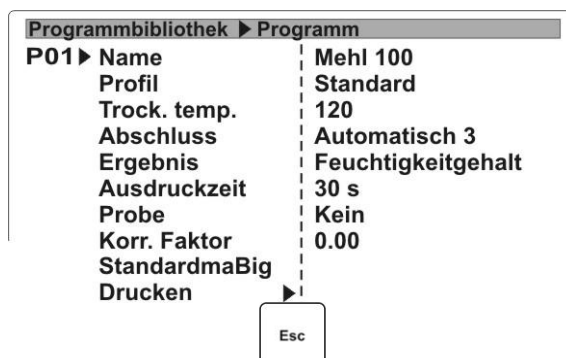 Programmbibliothek ▶ Programm
P01▶ Name Mehl 100
Profil Standard
Trock. temp. 120
Abschluss Automatisch 3
Ergebnis Feuchtigkeitgehalt
Ausdruckzeit 30 s
Probe Kein
Korr. Faktor 0.00
StandardmaBig
Drucken ▶
Esc